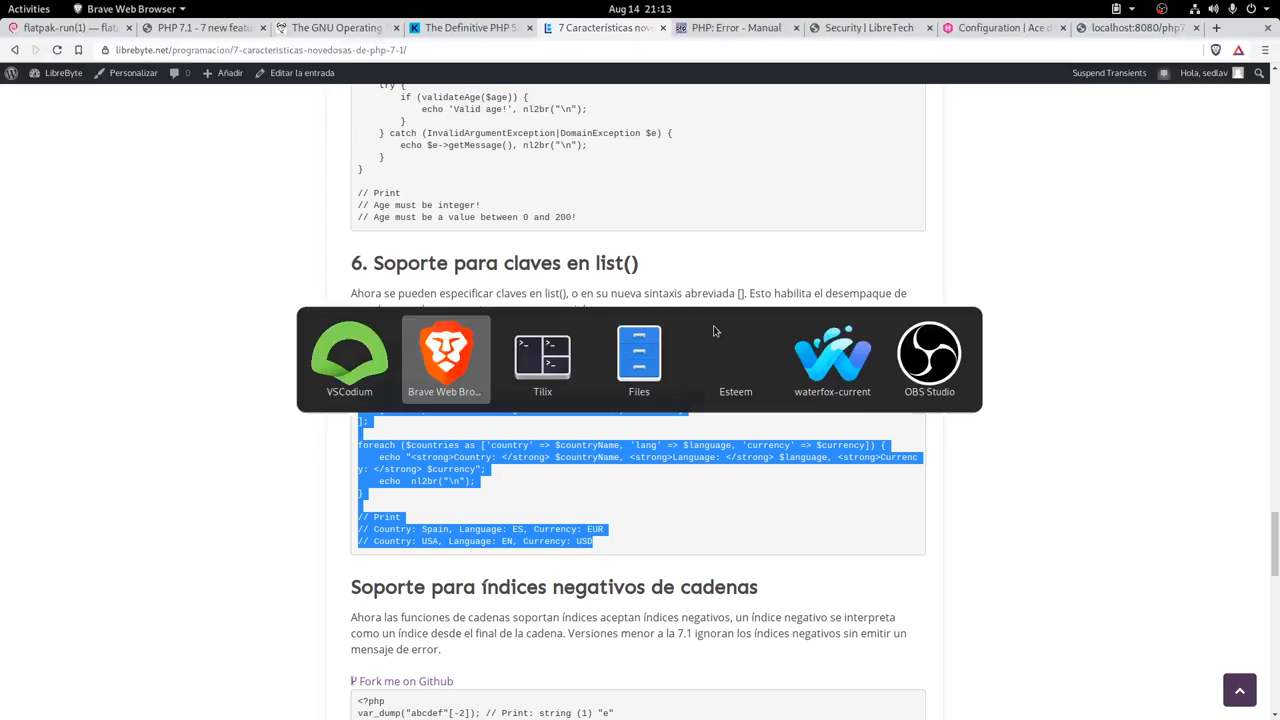 Activities
Brave Web Browser
Aug 14 21:13
flatpak-run(1) — flat
PHP 7.1 - new feat
The GNU Operating
The Definitive PHP 5
7 Características nov
PHP: Error - Manual
Security | LibreTech
Configuration | Ace d
localhost:8080/php7
librebyte.net/programacion/7-caracteristicas-novedosas-de-php-7-1/
LibreByte
Personalizar
0
Añadir
Editar la entrada
Suspend Transients
Hola, sedlav
try {
if (validateAge($age)) {
echo 'Valid age!', nl2br("\n");
}
} catch (InvalidArgumentException|DomainException $e) {
echo $e->getMessage(), nl2br("\n");
}
}
// Print
// Age must be integer!
// Age must be a value between 0 and 200!
6. Soporte para claves en list()
Ahora se pueden especificar claves en list(), o en su nueva sintaxis abreviada []. Esto habilita el desempaque de
VSCodium
Brave Web Bro...
Tilix
Files
Esteem
waterfox-current
OBS Studio
];
foreach ($countries as ['country' => $countryName, 'lang' => $language, 'currency' => $currency]) {
echo "<strong>Country: </strong> $countryName, <strong>Language: </strong> $language, <strong>Currenc
y: </strong> $currency";
echo nl2br("\n");
}
// Print
// Country: Spain, Language: ES, Currency: EUR
// Country: USA, Language: EN, Currency: USD
Soporte para índices negativos de cadenas
Ahora las funciones de cadenas soportan índices aceptan índices negativos, un índice negativo se interpreta
como un índice desde el final de la cadena. Versiones menor a la 7.1 ignoran los índices negativos sin emitir un
mensaje de error.
Fork me on Github
<?php
var_dump("abcdef"[-2]); // Print: string (1) "e"